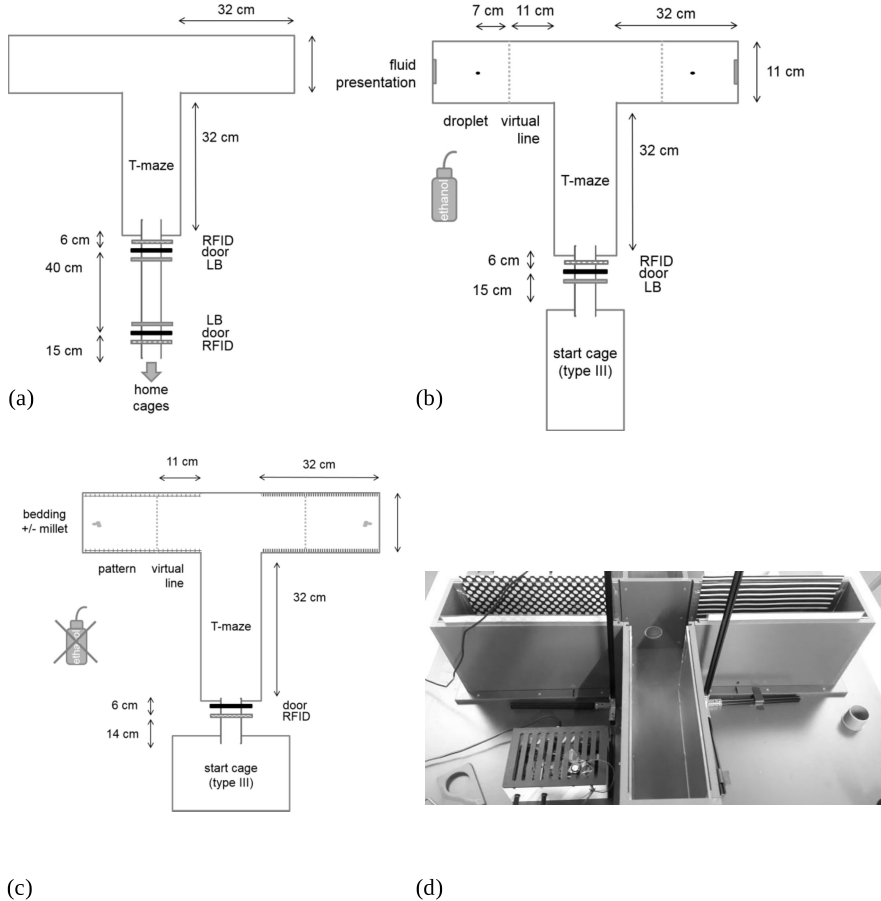 32 cm
32 cm
T-maze
6 cm
RFID
door
LB
40 cm
LB
door
RFID
15 cm
home
cages
(a)
7 cm
11 cm
32 cm
fluid
presentation
11 cm
droplet
virtual
line
32 cm
ethanol
T-maze
6 cm
RFID
door
LB
15 cm
start cage
(type III)
(b)
11 cm
32 cm
bedding
+/- millet
pattern
virtual
line
32 cm
ethanol
T-maze
6 cm
door
RFID
14 cm
start cage
(type III)
(c)
(d)